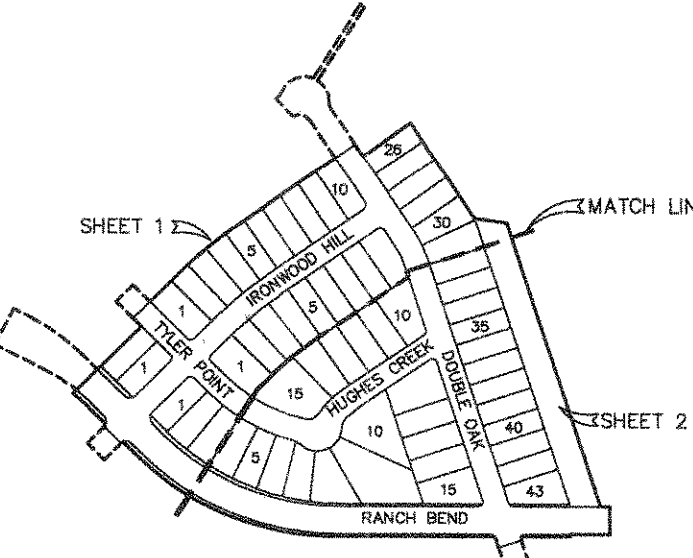 26
10
SHEET 1
30
MATCH LIN
5
IRONWOOD HILL
1
5
10
35
TYLER POINT
1
1
15
HUGHES CREEK
DOUBLE OAK
1
10
40
SHEET 2
5
15
43
RANCH BEND